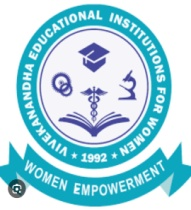 VIVEKANANDHA EDUCATIONAL INSTITUTIONS FOR WOMEN
* 1992 *
WOMEN EMPOWERMENT